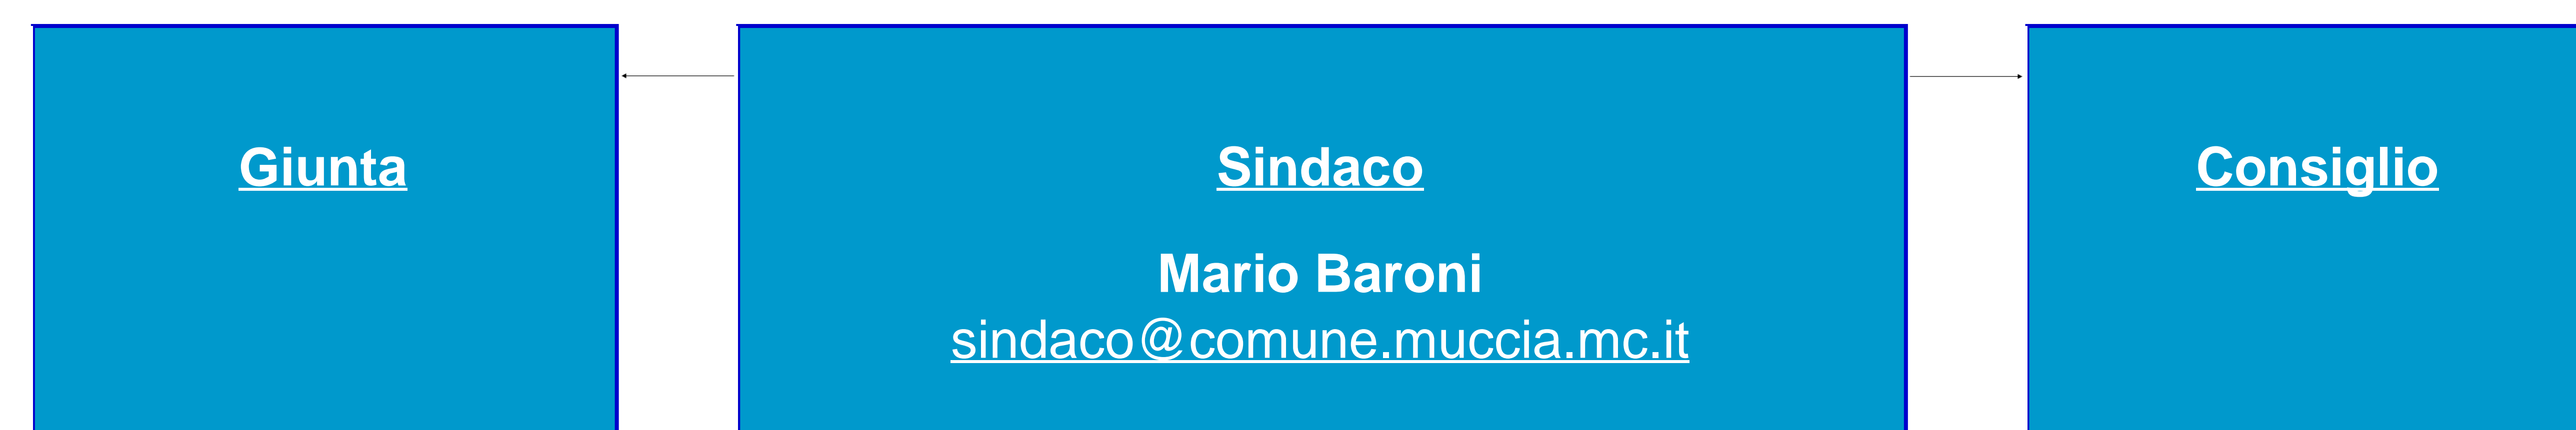 Giunta
Sindaco
Consiglio
Mario Baroni
sindaco@comune.muccia.mc.it